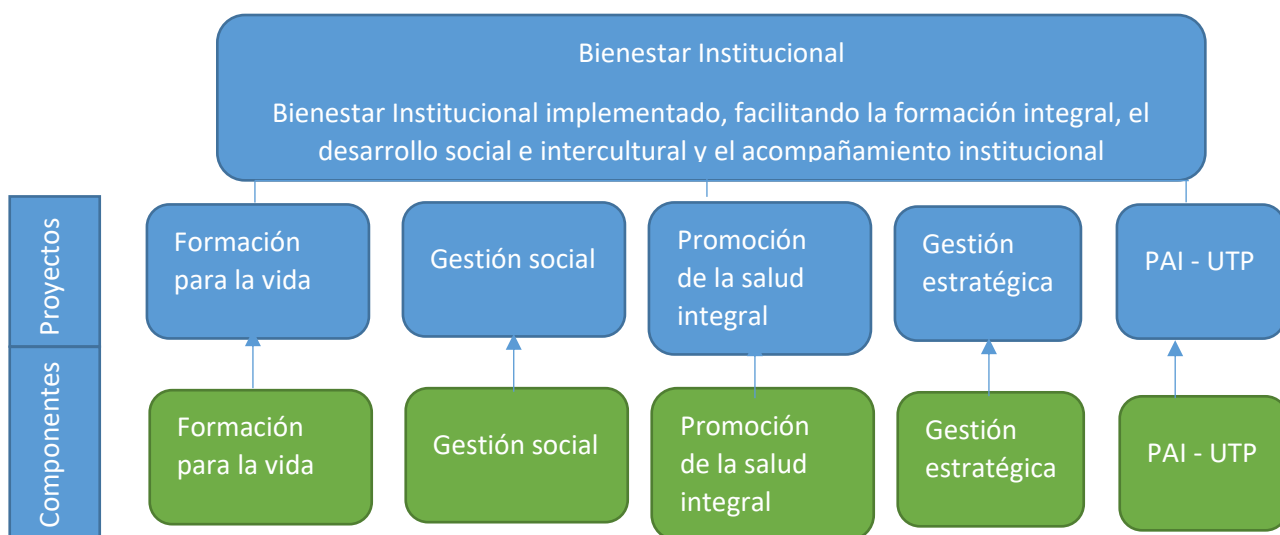 Bienestar Institucional
Bienestar Institucional implementado, facilitando la formación integral, el
desarrollo social e intercultural y el acompañamiento institucional
Proyectos
Formación
para la vida
Gestión social
Promoción
de la salud
integral
Gestión
estratégica
PAI - UTP
Componentes
Formación
para la vida
Gestión social
Promoción
de la salud
integral
Gestión
estratégica
PAI - UTP